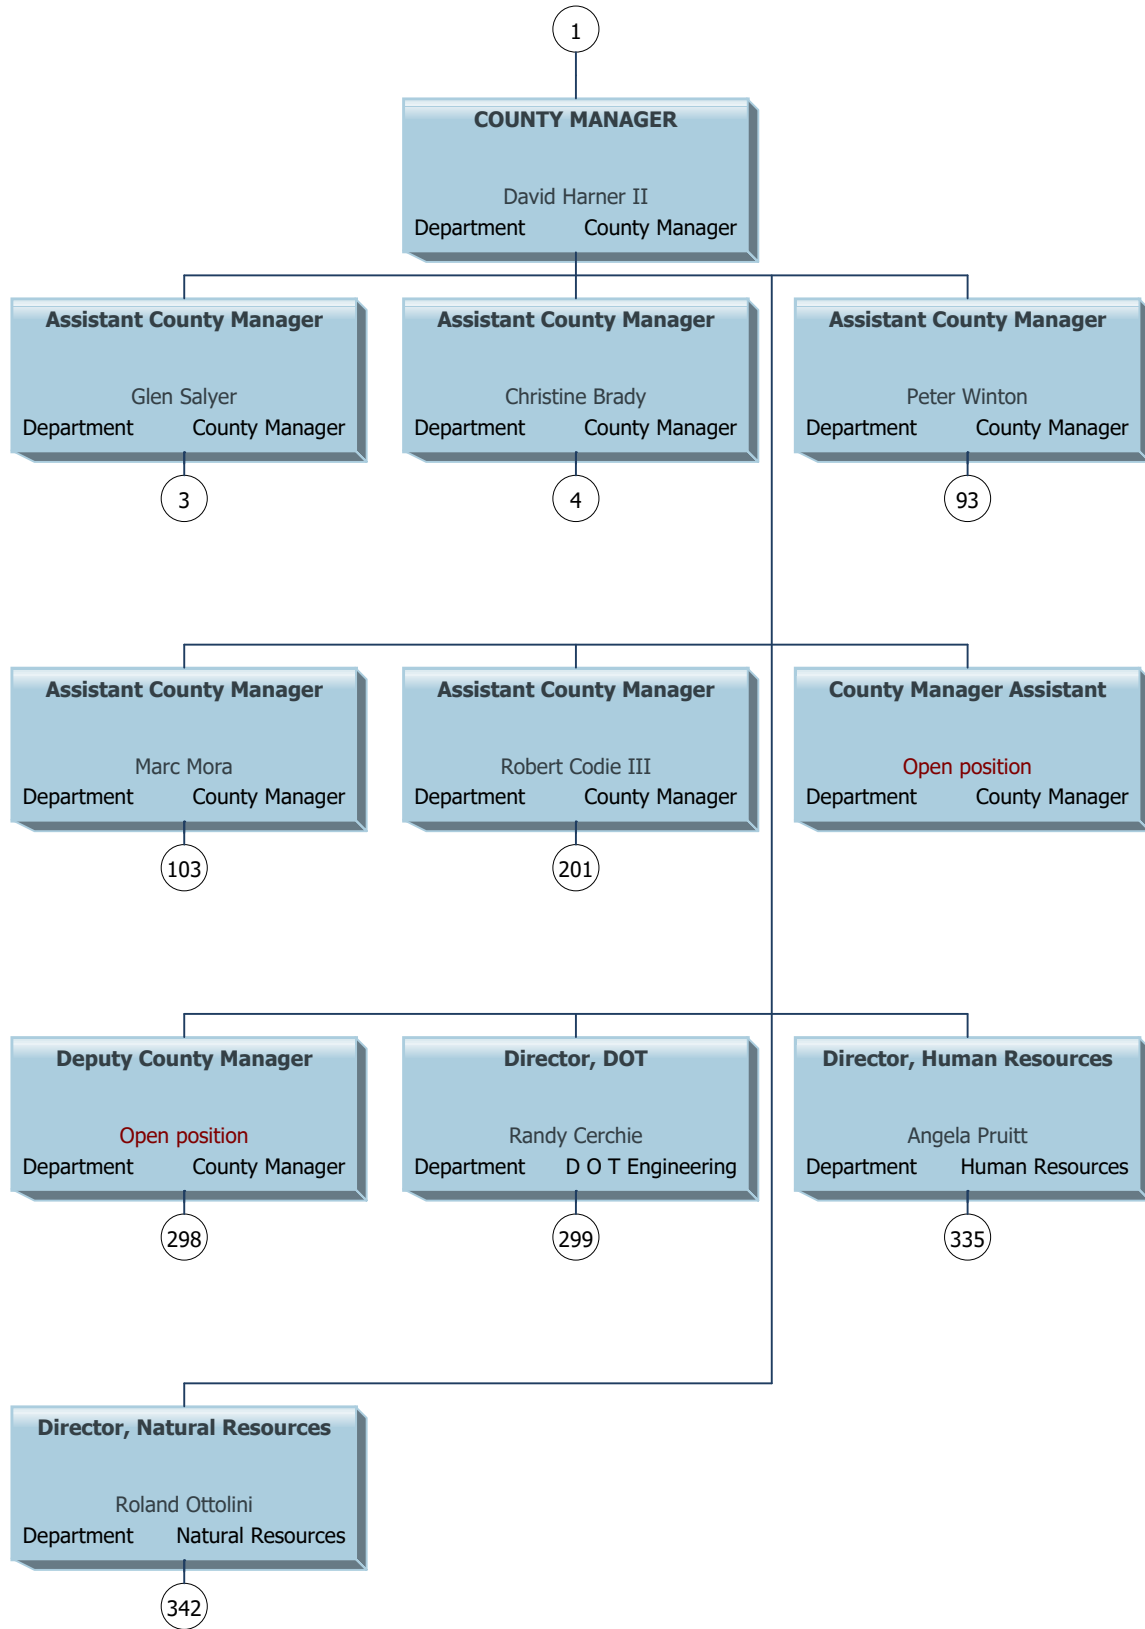 1
COUNTY MANAGER
David Harner II
Department County Manager
Assistant County Manager
Glen Salyer
Department County Manager
3
Assistant County Manager
Christine Brady
Department County Manager
4
Assistant County Manager
Peter Winton
Department County Manager
93
Assistant County Manager
Marc Mora
Department County Manager
103
Assistant County Manager
Robert Codie III
Department County Manager
201
County Manager Assistant
Open position
Department County Manager
Deputy County Manager
Open position
Department County Manager
298
Director, DOT
Randy Cerchie
Department D O T Engineering
299
Director, Human Resources
Angela Pruitt
Department Human Resources
335
Director, Natural Resources
Roland Ottolini
Department Natural Resources
342